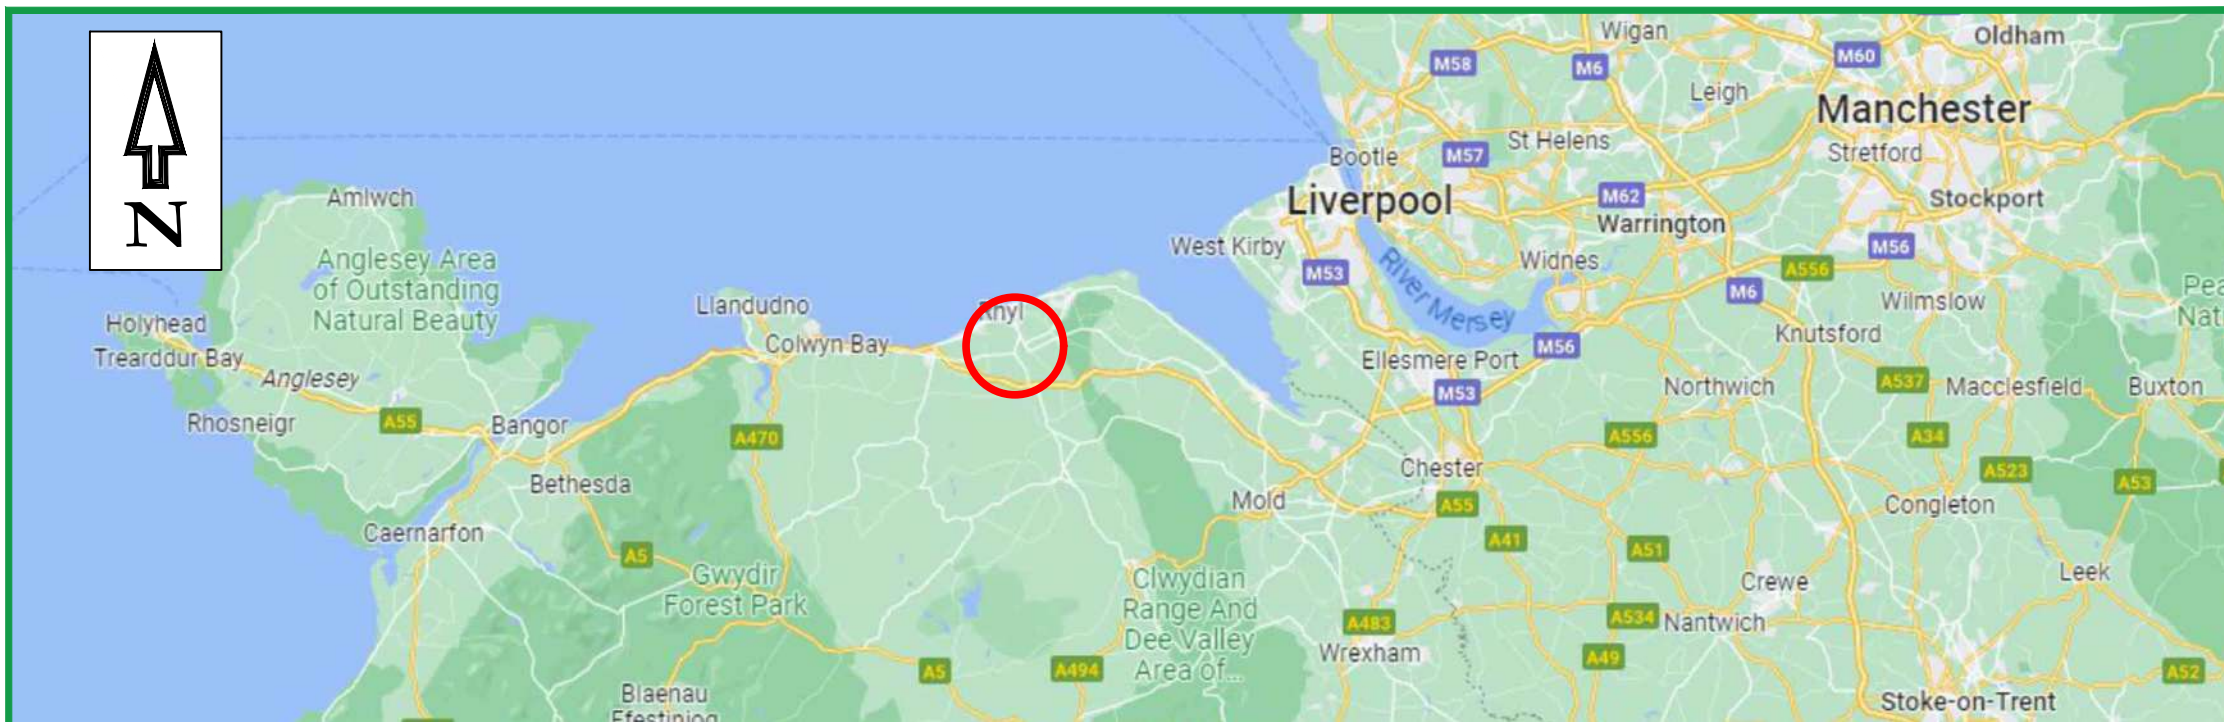 Wigan
Oldham
M58
M6
M60
Leigh
Manchester
Bootle
M57
St Helens
Stretford
Amlwch
Liverpool
M62
Stockport
Warrington
N
West Kirby
M56
Anglesey Area
of Outstanding
Natural Beauty
M53
River Mersey
Widnes
A556
M6
Wilmslow
Pea
Nati
Llandudno
Rhyl
Holyhead
Trearddur Bay
Colwyn Bay
Knutsford
M56
Ellesmere Port
Anglesey
M53
Northwich
A537
Macclesfield
Buxton
Rhosneigr
A55
Bangor
A470
A556
A34
Chester
A523
A53
Bethesda
Mold
A55
Congleton
Caernarfon
A41
A51
A5
Gwydir
Forest Park
Clwydian
Range And
Dee Valley
Area of...
Crewe
Leek
A483
A534
Nantwich
Wrexham
A49
A5
A494
A52
Blaenau
Ffestiniog
Stoke-on-Trent